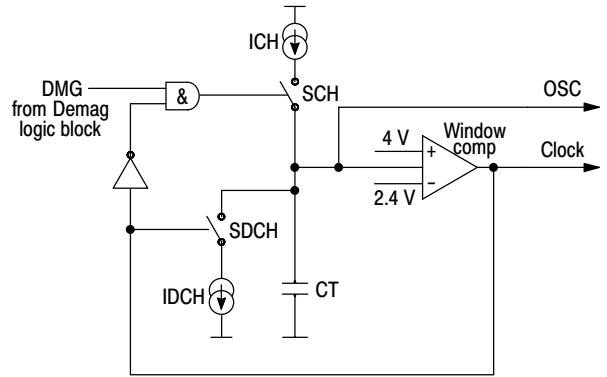 ICH
DMG
from Demag
logic block
&
SCH
OSC
4 V
Window
comp
+
Clock
2.4 V
−
SDCH
IDCH
CT